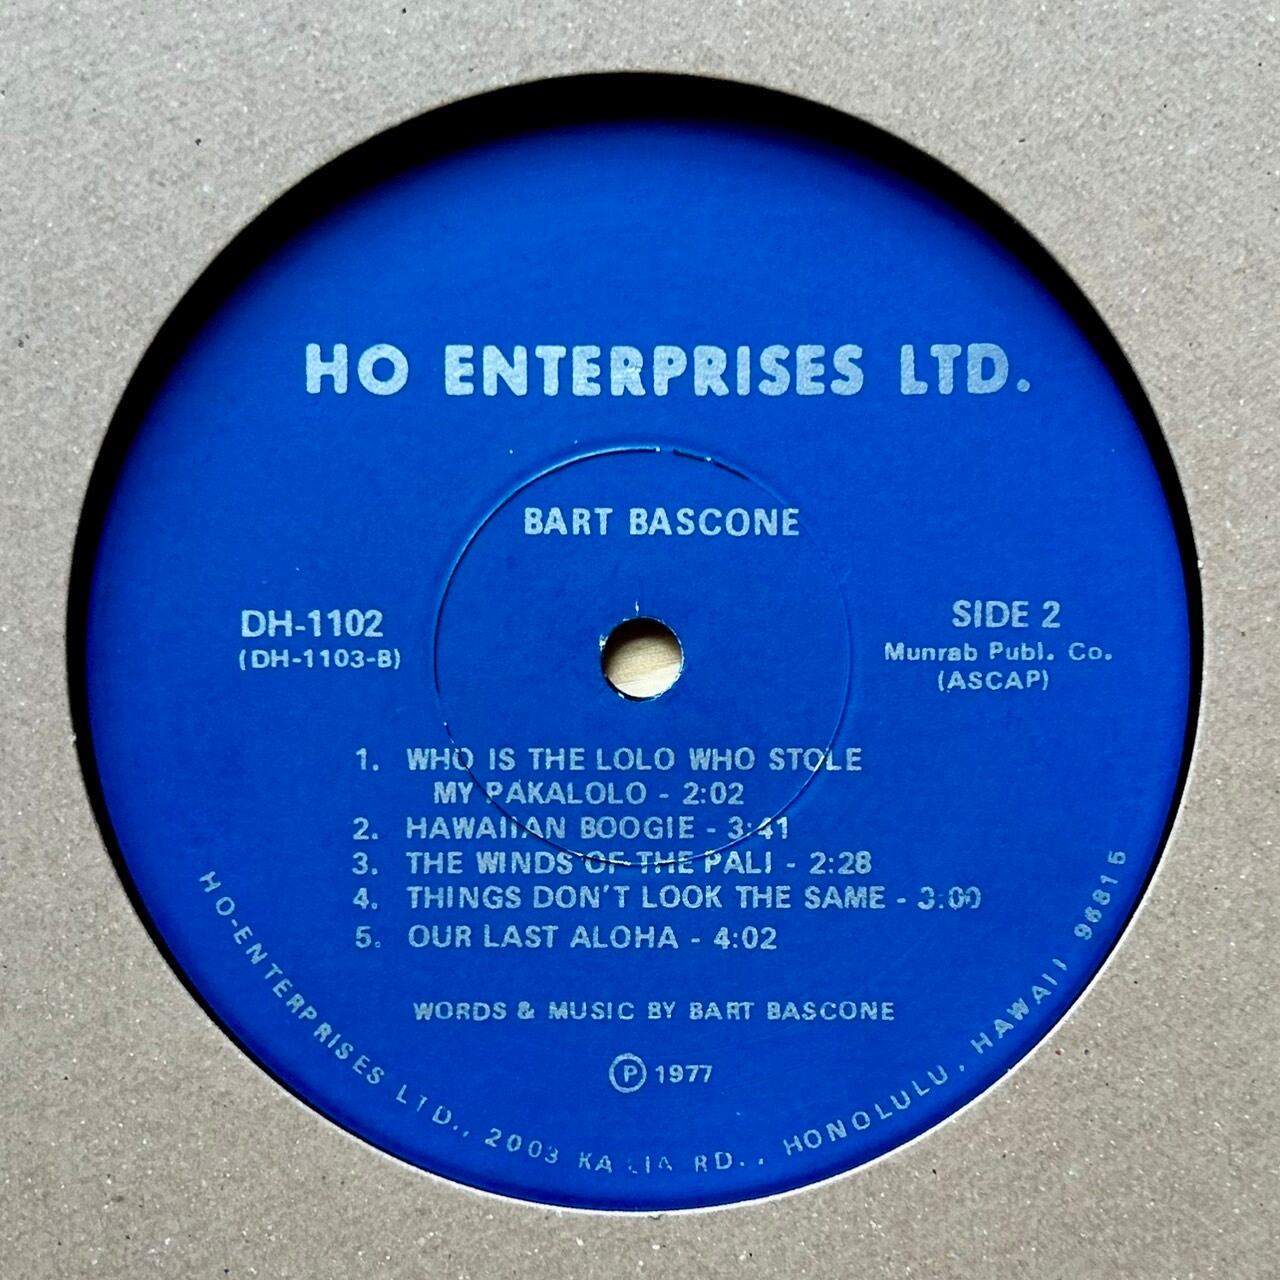 HO ENTERPRISES LTD.
BART BASCONE
DH-1102
(DH-1103-B)
SIDE 2
Munrab Publ. Co.
(ASCAP)
1. WHO IS THE LOLO WHO STOLE
MY PAKALOLO - 2:02
2. HAWAIIAN BOOGIE - 3:41
3. THE WINDS OF THE PALI - 2:28
4. THINGS DON'T LOOK THE SAME - 3:00
5. OUR LAST ALOHA - 4:02
WORDS & MUSIC BY BART BASCONE
Ⓟ 1977
HO-ENTERPRISES LTD., 2003 KALIA RD., HONOLULU, HAWAII 96815